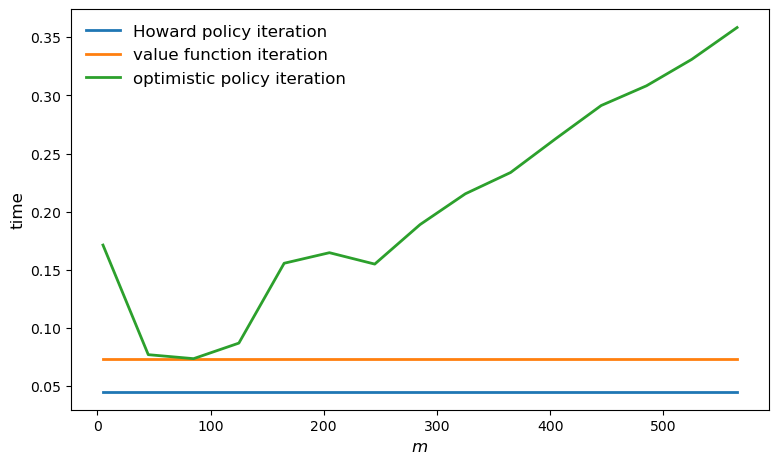 Howard policy iteration
value function iteration
optimistic policy iteration
time
0.35
0.30
0.25
0.20
0.15
0.10
0.05
0 100 200 300 400 500
m